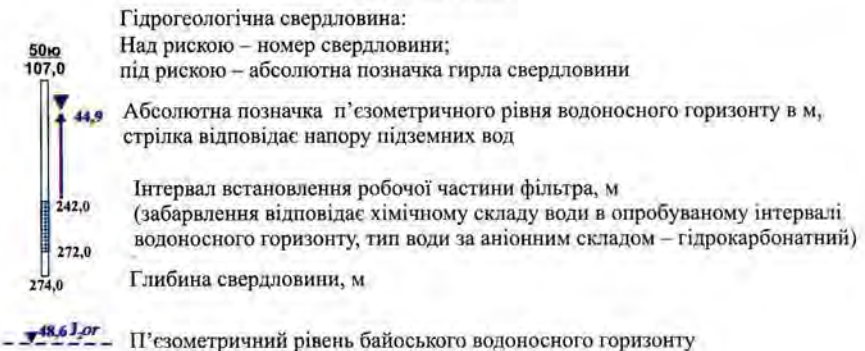 Гідрогеологічна свердловина:
50ю Над рискою – номер свердловини;
107,0 під рискою – абсолютна позначка гирла свердловини
44,9 Абсолютна позначка п’єзометричного рівня водоносного горизонту в м,
стрілка відповідає напору підземних вод
Інтервал встановлення робочої частини фільтра, м
242,0 (забарвлення відповідає хімічному складу води в опробуваному інтервалі
водоносного горизонту, тип води за аніонним складом – гідрокарбонатний)
272,0
274,0 Глибина свердловини, м
48,6 J₂or П’єзометричний рівень байоського водоносного горизонту